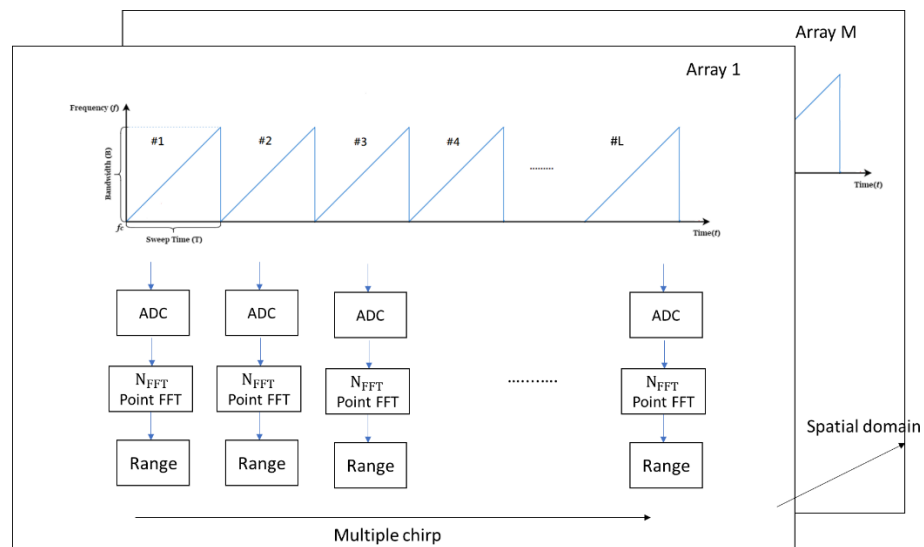 Array M
Array 1
Frequency (f)
#1
#2
#3
#4
#L
Bandwidth (B)
.........
fc
Sweep Time (T)
Time(t)
Time(t)
ADC
ADC
ADC
ADC
NFFT
Point FFT
NFFT
Point FFT
NFFT
Point FFT
..........
NFFT
Point FFT
Range
Range
Range
Range
Spatial domain
Multiple chirp